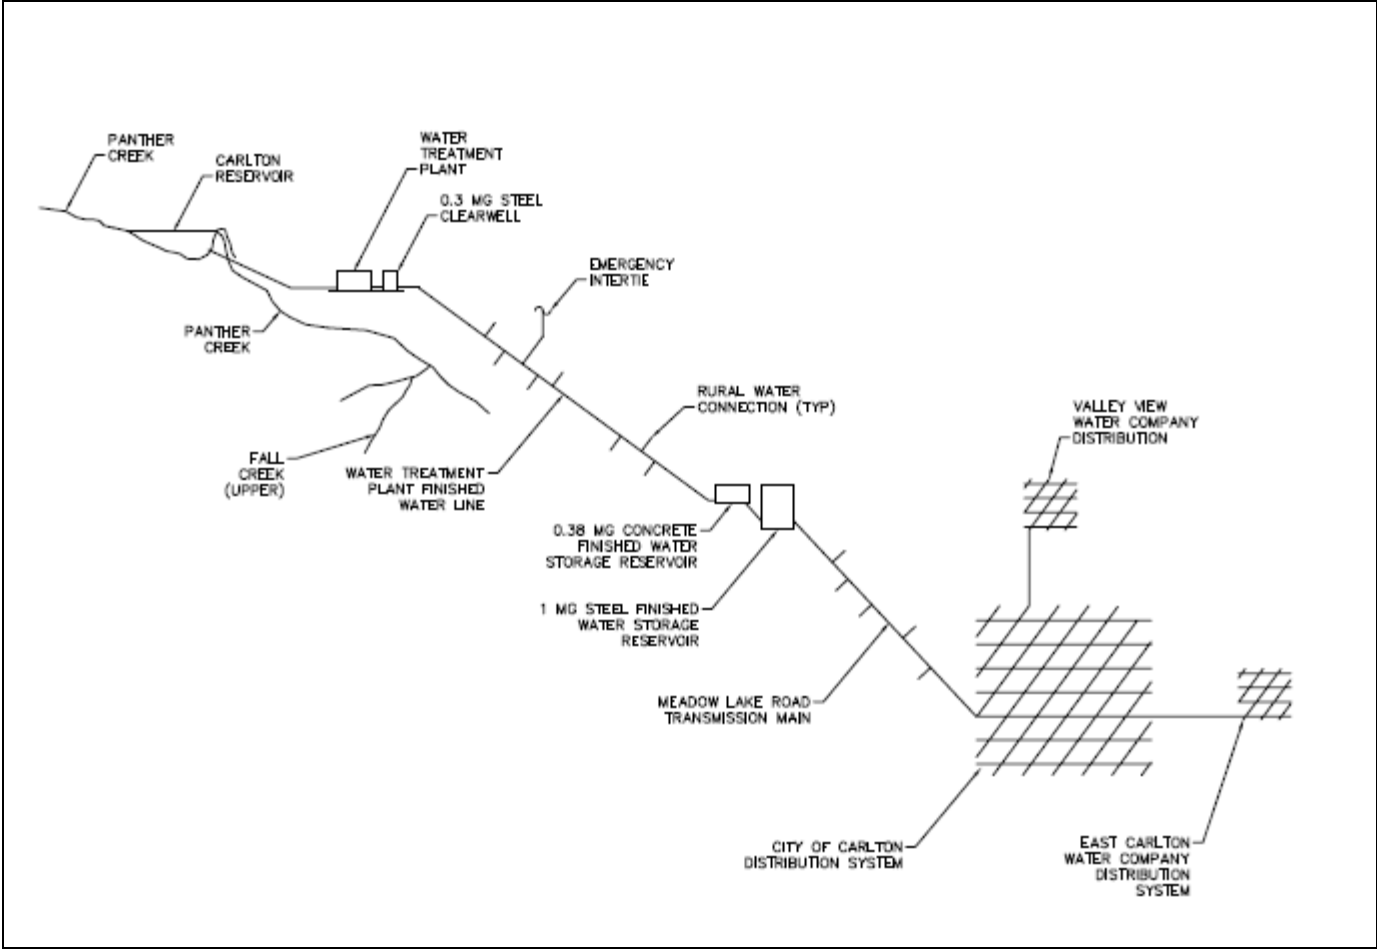 PANTHER
CREEK
CARLTON
RESERVOIR
WATER
TREATMENT
PLANT
0.3 MG STEEL
CLEARWELL
EMERGENCY
INTERTIE
PANTHER
CREEK
RURAL WATER
CONNECTION (TYP)
VALLEY VIEW
WATER COMPANY
DISTRIBUTION
FALL
CREEK
(UPPER)
WATER TREATMENT
PLANT FINISHED
WATER LINE
0.38 MG CONCRETE
FINISHED WATER
STORAGE RESERVOIR
1 MG STEEL FINISHED
WATER STORAGE
RESERVOIR
MEADOW LAKE ROAD
TRANSMISSION MAIN
CITY OF CARLTON
DISTRIBUTION SYSTEM
EAST CARLTON
WATER COMPANY
DISTRIBUTION
SYSTEM